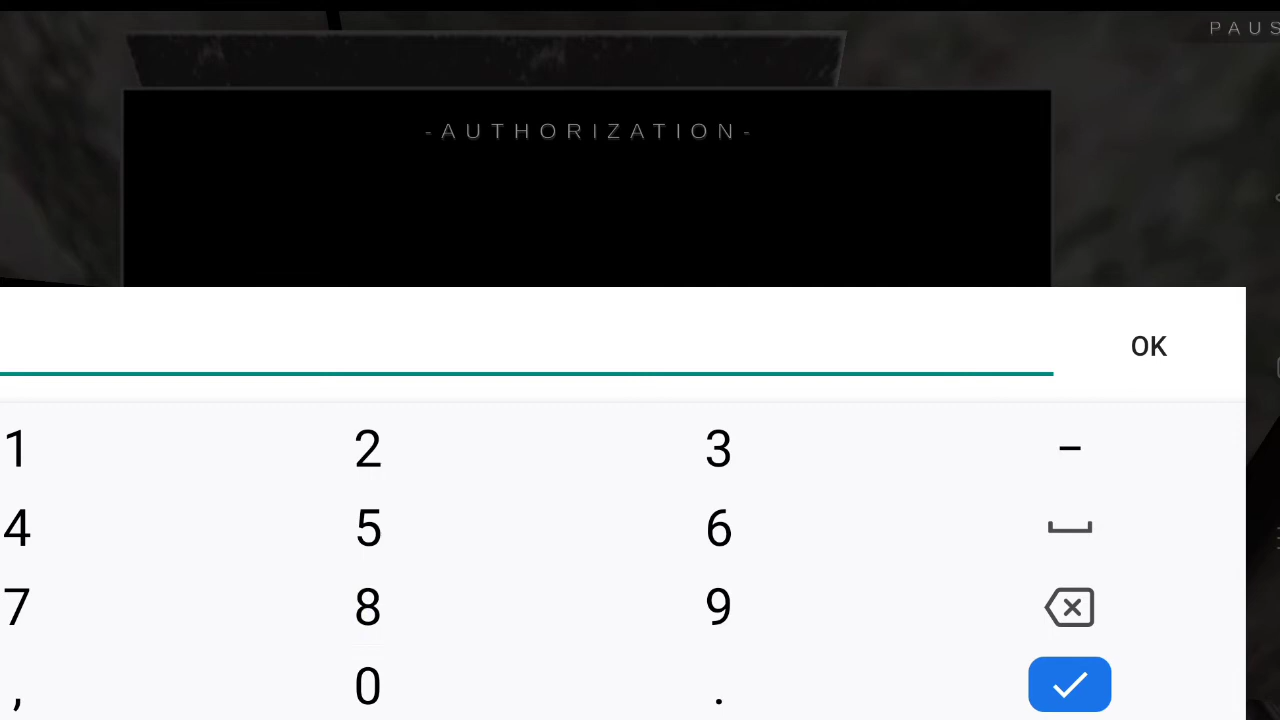 PAUS
-AUTHORIZATION-
OK
1 2 3 –
4 5 6
7 8 9
, 0 .